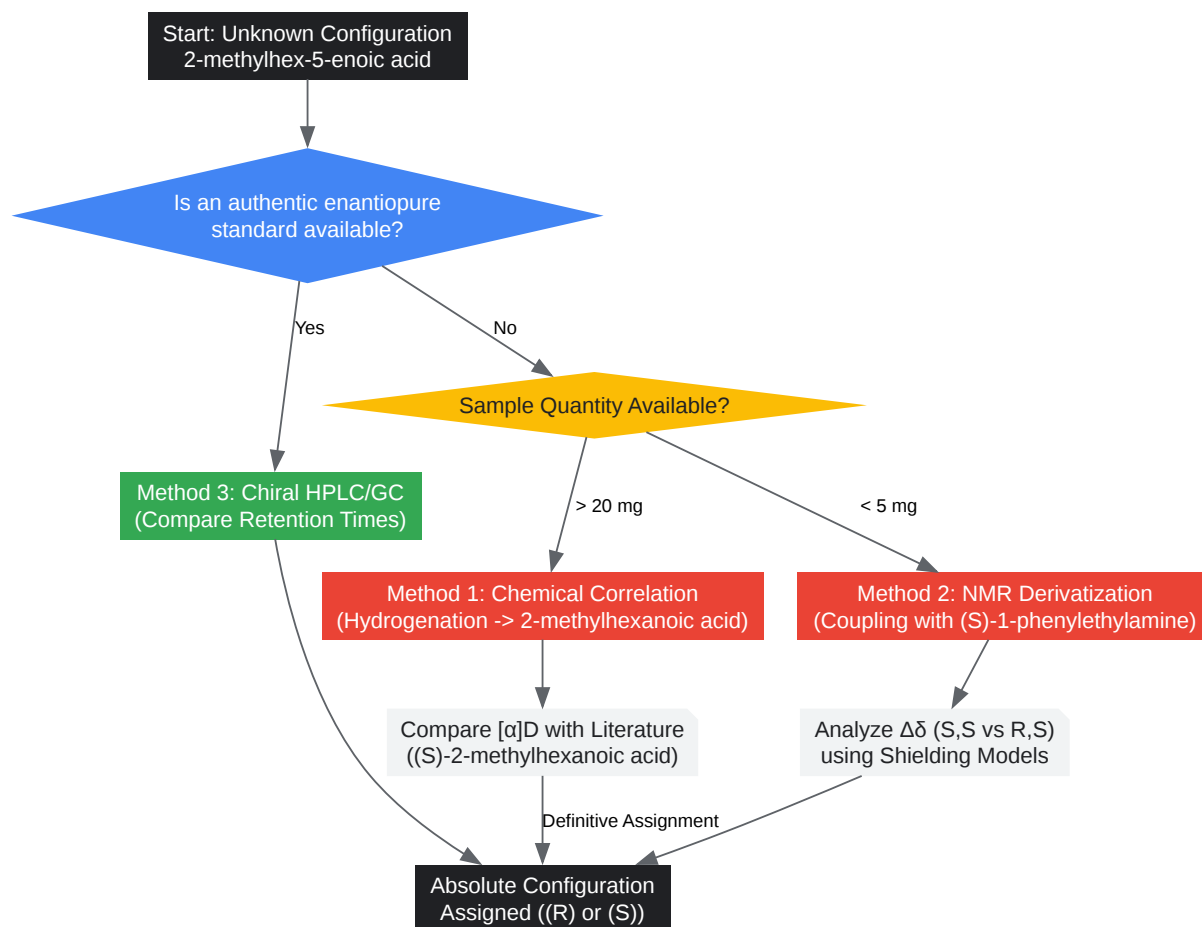 Start: Unknown Configuration
2-methylhex-5-enoic acid
Is an authentic enantiopure
standard available?
Yes
No
Sample Quantity Available?
Method 3: Chiral HPLC/GC
(Compare Retention Times)
> 20 mg
< 5 mg
Method 1: Chemical Correlation
(Hydrogenation -> 2-methylhexanoic acid)
Method 2: NMR Derivatization
(Coupling with (S)-1-phenylethylamine)
Compare [α]D with Literature
((S)-2-methylhexanoic acid)
Analyze Δδ (S,S vs R,S)
using Shielding Models
Definitive Assignment
Absolute Configuration
Assigned ((R) or (S))